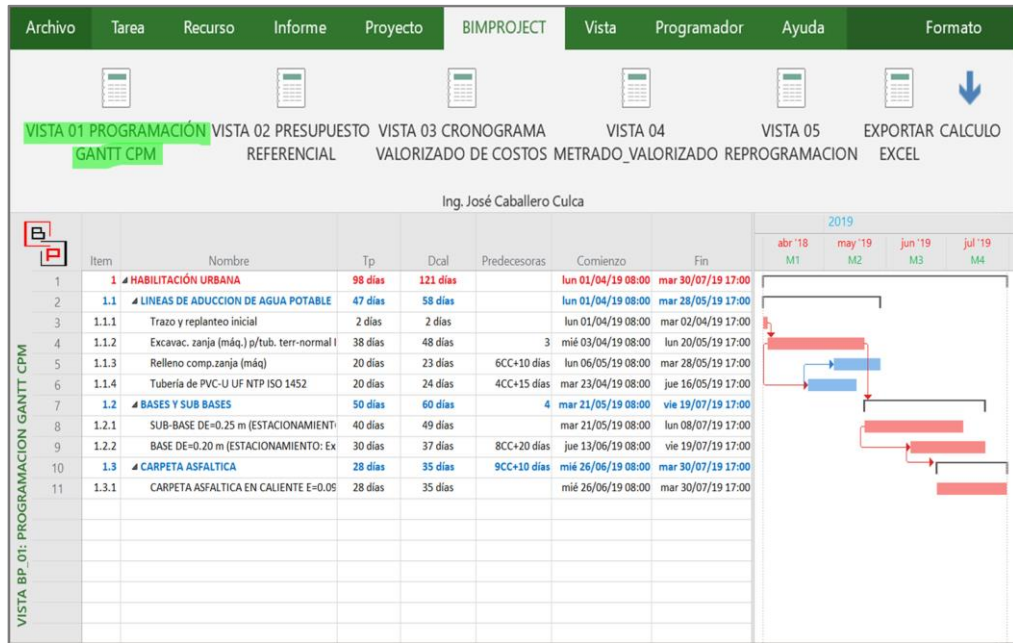 Archivo Tarea Recurso Informe Proyecto BIMPROJECT Vista Programador Ayuda Formato
VISTA 01 PROGRAMACIÓN VISTA 02 PRESUPUESTO VISTA 03 CRONOGRAMA VISTA 04 VISTA 05 EXPORTAR CALCULO
GANTT CPM REFERENCIAL VALORIZADO DE COSTOS METRADO_VALORIZADO REPROGRAMACION EXCEL
Ing. José Caballero Culca
BP
2019
abr '18 may '19 jun '19 jul '19
Item Nombre Tp Dcal Predecesoras Comienzo Fin M1 M2 M3 M4
1 1 HABILITACIÓN URBANA 98 días 121 días lun 01/04/19 08:00 mar 30/07/19 17:00
2 1.1 LINEAS DE ADUCCION DE AGUA POTABLE 47 días 58 días lun 01/04/19 08:00 mar 28/05/19 17:00
3 1.1.1 Trazo y replanteo inicial 2 días 2 días lun 01/04/19 08:00 mar 02/04/19 17:00
4 1.1.2 Excavac. zanja (máq.) p/tub. terr-normal 38 días 48 días 3 mié 03/04/19 08:00 lun 20/05/19 17:00
5 1.1.3 Relleno comp.zanja (máq) 20 días 23 días 6CC+10 días lun 06/05/19 08:00 mar 28/05/19 17:00
6 1.1.4 Tubería de PVC-U UF NTP ISO 1452 20 días 24 días 4CC+15 días mar 23/04/19 08:00 jue 16/05/19 17:00
7 1.2 BASES Y SUB BASES 50 días 60 días 4 mar 21/05/19 08:00 vie 19/07/19 17:00
8 1.2.1 SUB-BASE DE=0.25 m (ESTACIONAMIENT 40 días 49 días mar 21/05/19 08:00 lun 08/07/19 17:00
9 1.2.2 BASE DE=0.20 m (ESTACIONAMIENTO: Ex 30 días 37 días 8CC+20 días jue 13/06/19 08:00 vie 19/07/19 17:00
10 1.3 CARPETA ASFALTICA 28 días 35 días 9CC+10 días mié 26/06/19 08:00 mar 30/07/19 17:00
11 1.3.1 CARPETA ASFALTICA EN CALIENTE E=0.09 28 días 35 días mié 26/06/19 08:00 mar 30/07/19 17:00
VISTA BP_01: PROGRAMACION GANTT CPM